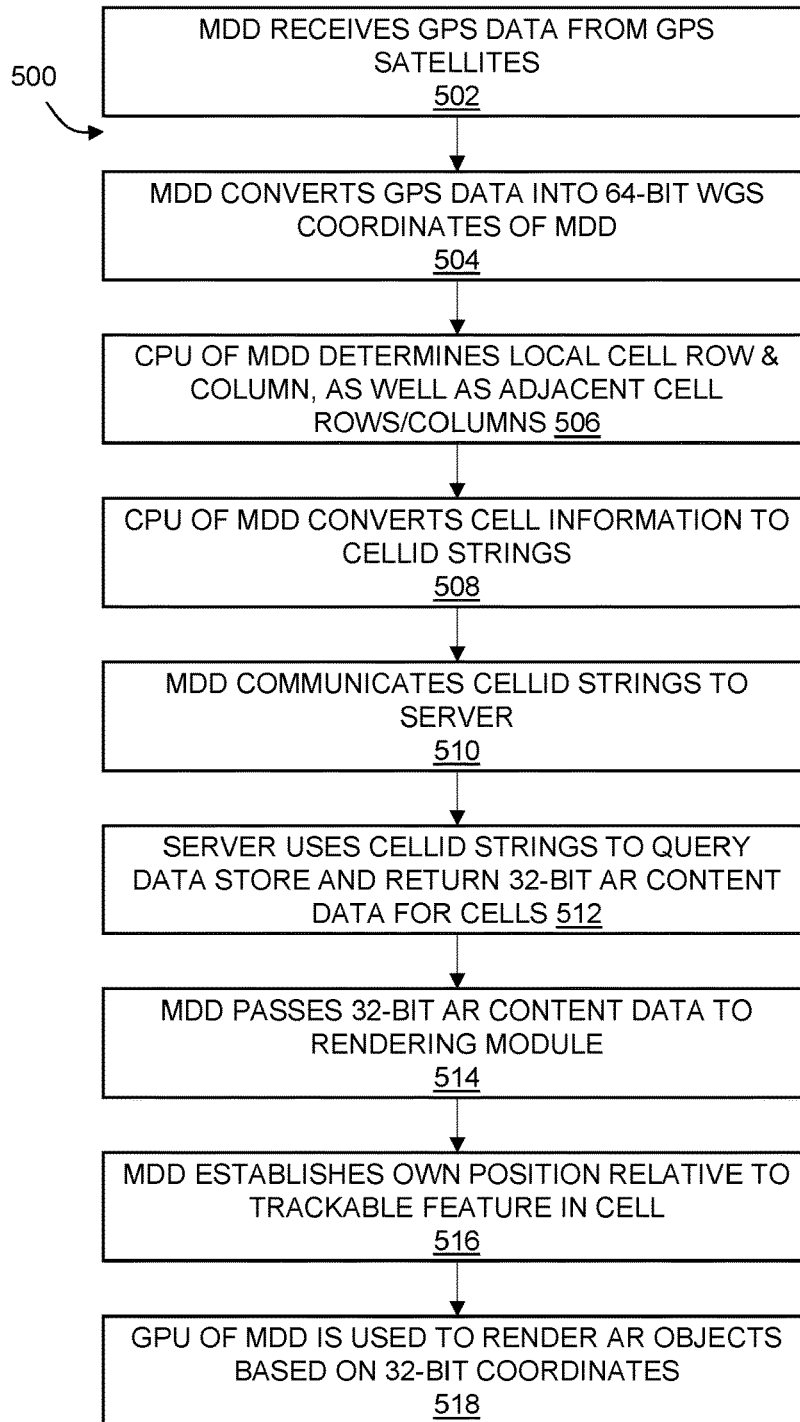 500
MDD RECEIVES GPS DATA FROM GPS
SATELLITES
502
MDD CONVERTS GPS DATA INTO 64-BIT WGS
COORDINATES OF MDD
504
CPU OF MDD DETERMINES LOCAL CELL ROW &
COLUMN, AS WELL AS ADJACENT CELL
ROWS/COLUMNS 506
CPU OF MDD CONVERTS CELL INFORMATION TO
CELLID STRINGS
508
MDD COMMUNICATES CELLID STRINGS TO
SERVER
510
SERVER USES CELLID STRINGS TO QUERY
DATA STORE AND RETURN 32-BIT AR CONTENT
DATA FOR CELLS 512
MDD PASSES 32-BIT AR CONTENT DATA TO
RENDERING MODULE
514
MDD ESTABLISHES OWN POSITION RELATIVE TO
TRACKABLE FEATURE IN CELL
516
GPU OF MDD IS USED TO RENDER AR OBJECTS
BASED ON 32-BIT COORDINATES
518